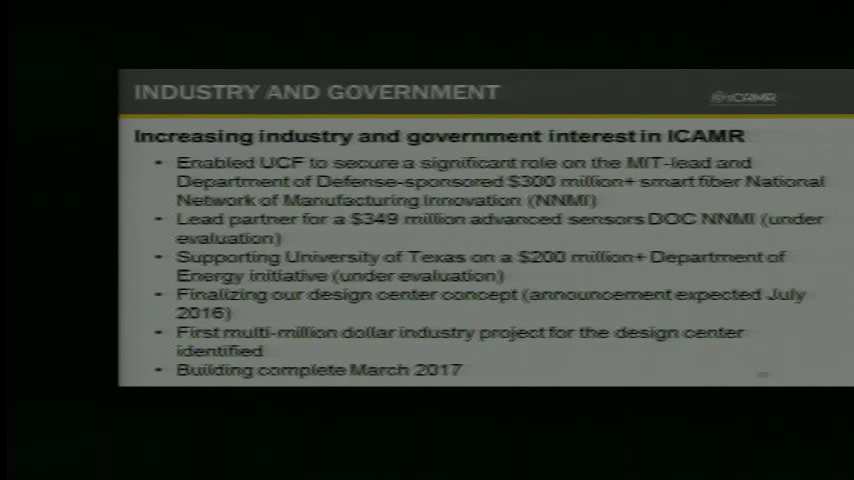 INDUSTRY AND GOVERNMENT
ICAMR
Increasing industry and government interest in ICAMR
• Enabled UCF to secure a significant role on the MIT-lead and
Department of Defense-sponsored $300 million+ smart fiber National
Network of Manufacturing Innovation (NNMI)
• Lead partner for a $349 million advanced sensors DOC NNMI (under
evaluation)
• Supporting University of Texas on a $200 million+ Department of
Energy initiative (under evaluation)
• Finalizing our design center concept (announcement expected July
2016)
• First multi-million dollar industry project for the design center
identified
• Building complete March 2017